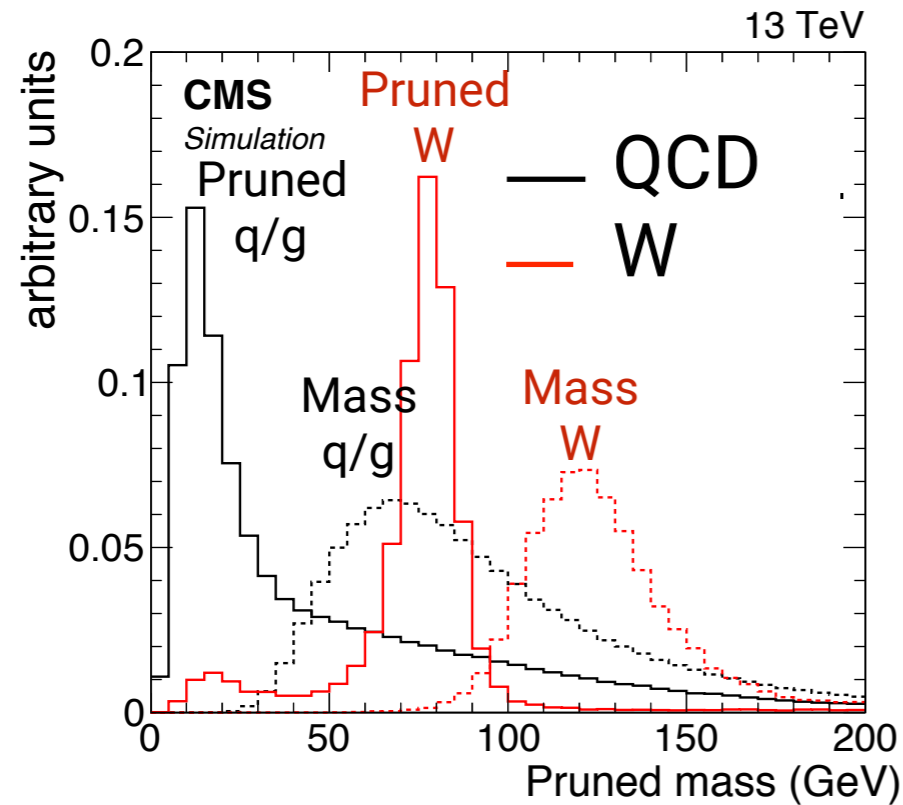 13 TeV
arbitrary units
0.2
0.15
0.1
0.05
0
CMS
Simulation
Pruned
q/g
Pruned
W
QCD
W
Mass
q/g
Mass
W
0
50
100
150
200
Pruned mass (GeV)